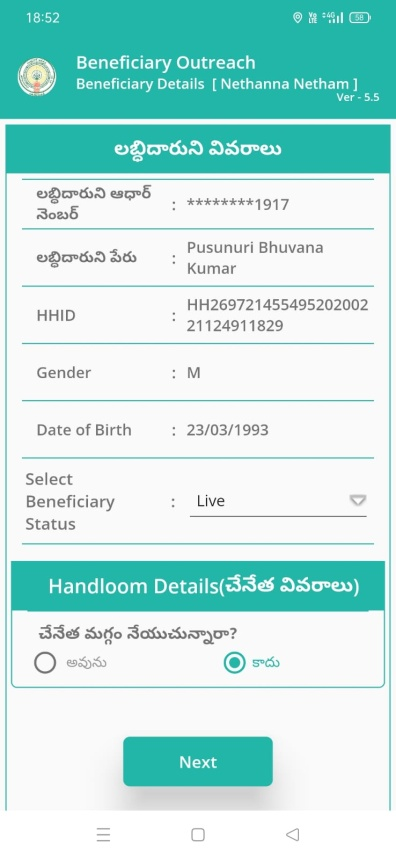 18:52
58
Beneficiary Outreach
Beneficiary Details [ Nethanna Netham ]
Ver - 5.5
లబ్ధిదారుని వివరాలు
లబ్ధిదారుని ఆధార్
నెంబర్ : ********1917
లబ్ధిదారుని పేరు : Pusunuri Bhuvana
Kumar
HHID : HH269721455495202002
21124911829
Gender : M
Date of Birth : 23/03/1993
Select
Beneficiary : Live
Status
Handloom Details(చేనేత వివరాలు)
చేనేత మగ్గం నేయుచున్నారా?
అవును కాదు
Next